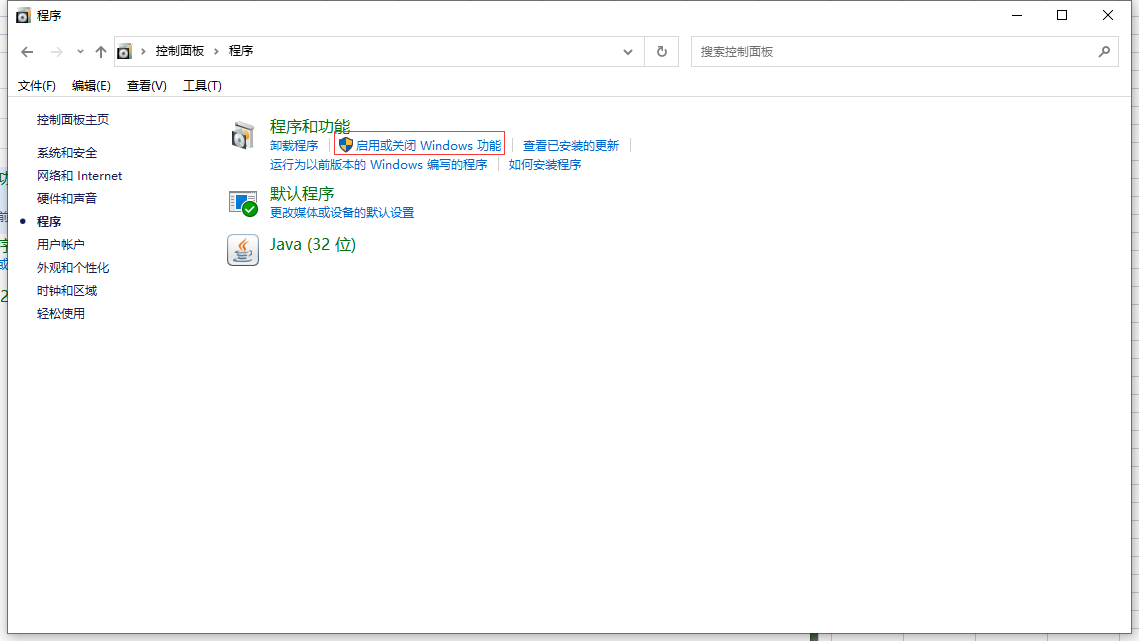 程序
控制面板 程序
搜索控制面板
文件(F) 编辑(E) 查看(V) 工具(T)
控制面板主页
系统和安全
网络和 Internet
硬件和声音
程序
用户帐户
外观和个性化
时钟和区域
轻松使用
程序和功能
卸载程序 启用或关闭 Windows 功能 查看已安装的更新
运行为以前版本的 Windows 编写的程序 如何安装程序
默认程序
更改媒体或设备的默认设置
Java (32 位)